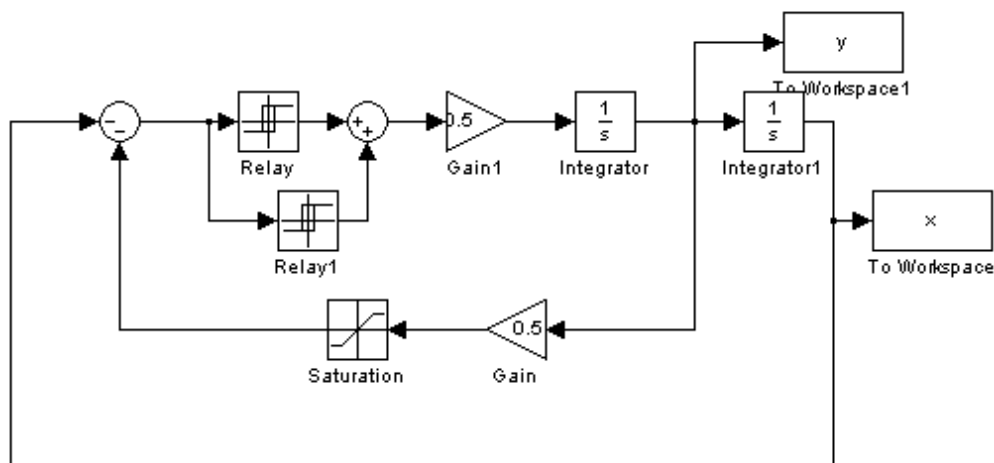 y
To Workspace1
0.5
1
s
1
s
Relay
Gain1
Integrator
Integrator1
x
Relay1
To Workspace
0.5
Saturation
Gain